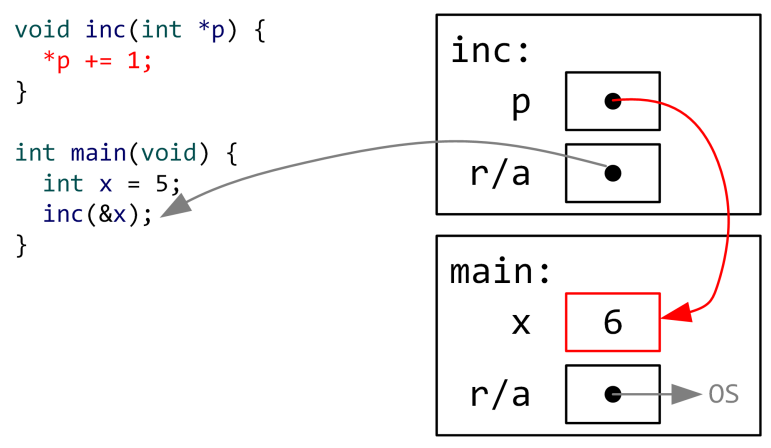 void inc(int *p) {
  *p += 1;
}
int main(void) {
  int x = 5;
  inc(&x);
}
inc:
p
r/a
main:
x 6
r/a OS